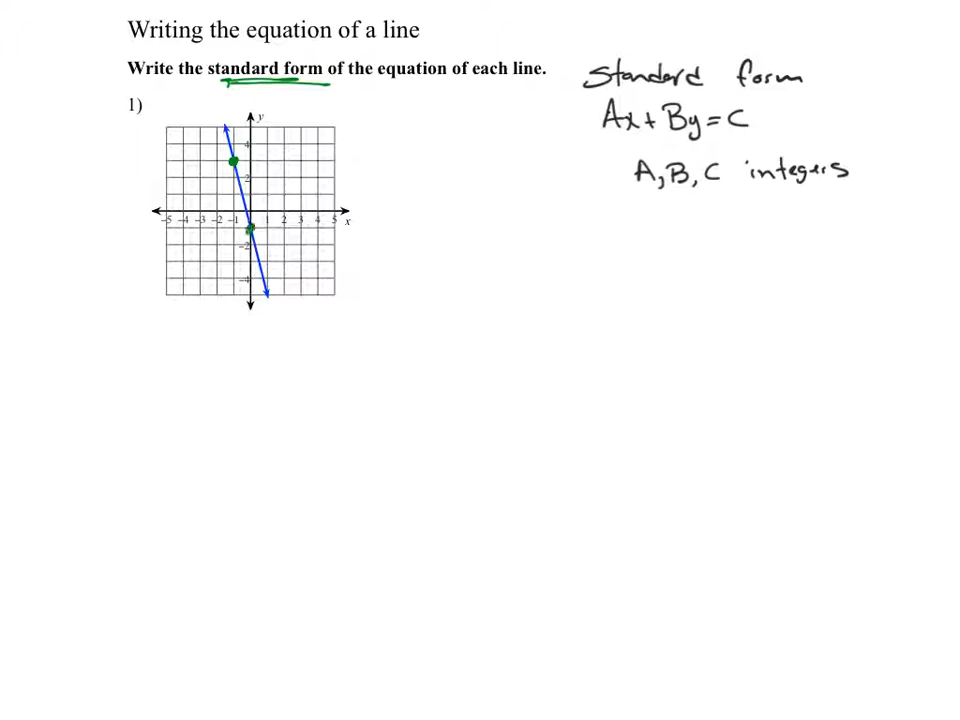 Writing the equation of a line
Write the standard form of the equation of each line.
Standard form
Ax + By = C
A, B, C integers
1)
y
4
2
-5 -4 -3 -2 -1 1 2 3 4 5 x
-2
-4